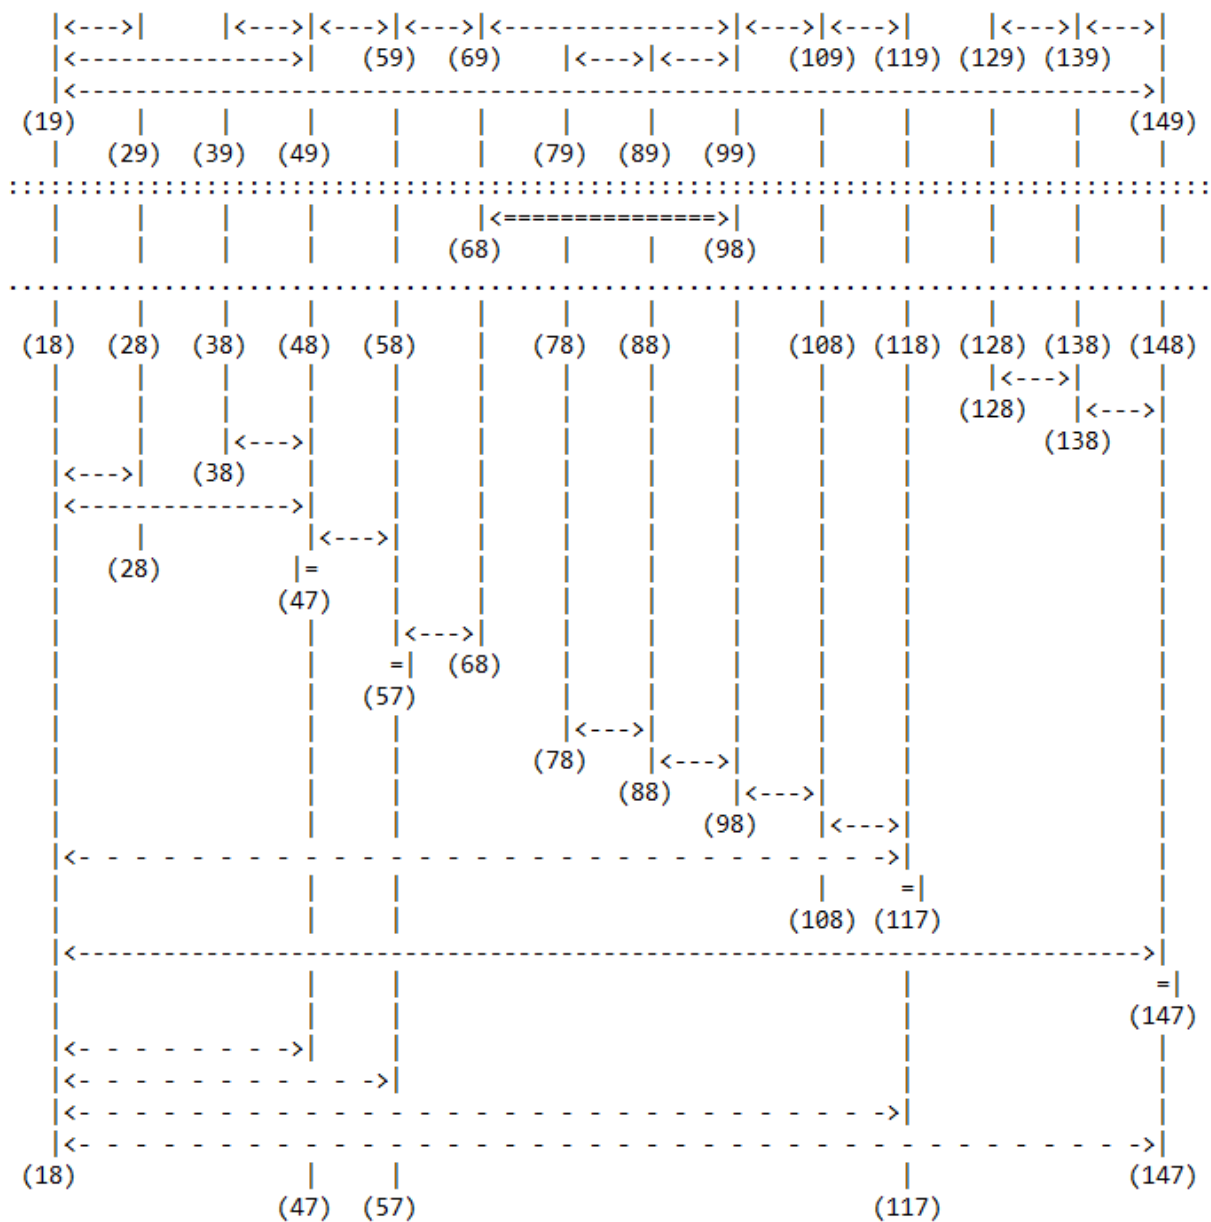 |<--->|     |<--->|<--->|<--->|<--------------->|<--->|<--->|     |<--->|<--->|
   |<--------------->|   (59)  (69)    |<--->|<--->|   (109) (119) (129) (139)   |
   |<--------------------------------------------------------------------------->|
 (19)    |     |     |     |     |     |     |     |     |     |     |     |   (149)
   |   (29)  (39)  (49)    |     |   (79)  (89)  (99)    |     |     |     |     |
:::::::::::::::::::::::::::::::::::::::::::::::::::::::::::::::::::::::::::::::::::::
   |     |     |     |     |     |<===============>|     |     |     |     |     |
   |     |     |     |     |   (68)    |     |   (98)    |     |     |     |     |
.....................................................................................
   |     |     |     |     |     |     |     |     |     |     |     |     |     |
 (18)  (28)  (38)  (48)  (58)    |   (78)  (88)    |   (108) (118) (128) (138) (148)
   |     |     |     |     |     |     |     |     |     |     |     |<--->|     |
   |     |     |     |     |     |     |     |     |     |     |   (128)   |<--->|
   |     |     |<--->|     |     |     |     |     |     |     |         (138)   |
   |<--->|   (38)    |     |     |     |     |     |     |     |                 |
   |<--------------->|     |     |     |     |     |     |     |                 |
   |     |           |<--->|     |     |     |     |     |     |                 |
   |   (28)         |=     |     |     |     |     |     |     |                 |
   |               (47)    |     |     |     |     |     |     |                 |
   |                 |     |<--->|     |     |     |     |     |                 |
   |                 |     =|  (68)    |     |     |     |     |                 |
   |                 |   (57)          |     |     |     |     |                 |
   |                 |     |           |<--->|     |     |     |                 |
   |                 |     |         (78)    |<--->|     |     |                 |
   |                 |     |               (88)    |<--->|     |                 |
   |                 |     |                     (98)    |<--->|                 |
   |<- - - - - - - - - - - - - - - - - - - - - - - - - - - - ->|                 |
   |                 |     |                             |     =|                |
   |                 |     |                           (108) (117)               |
   |<--------------------------------------------------------------------------->|
   |                 |     |                                   |                 =|
   |                 |     |                                   |               (147)
   |<- - - - - - - ->|     |                                   |                 |
   |<- - - - - - - - - - ->|                                   |                 |
   |<- - - - - - - - - - - - - - - - - - - - - - - - - - - - ->|                 |
   |<- - - - - - - - - - - - - - - - - - - - - - - - - - - - - - - - - - - - - ->|
 (18)                |     |                                   |               (147)
                   (47)  (57)                                (117)